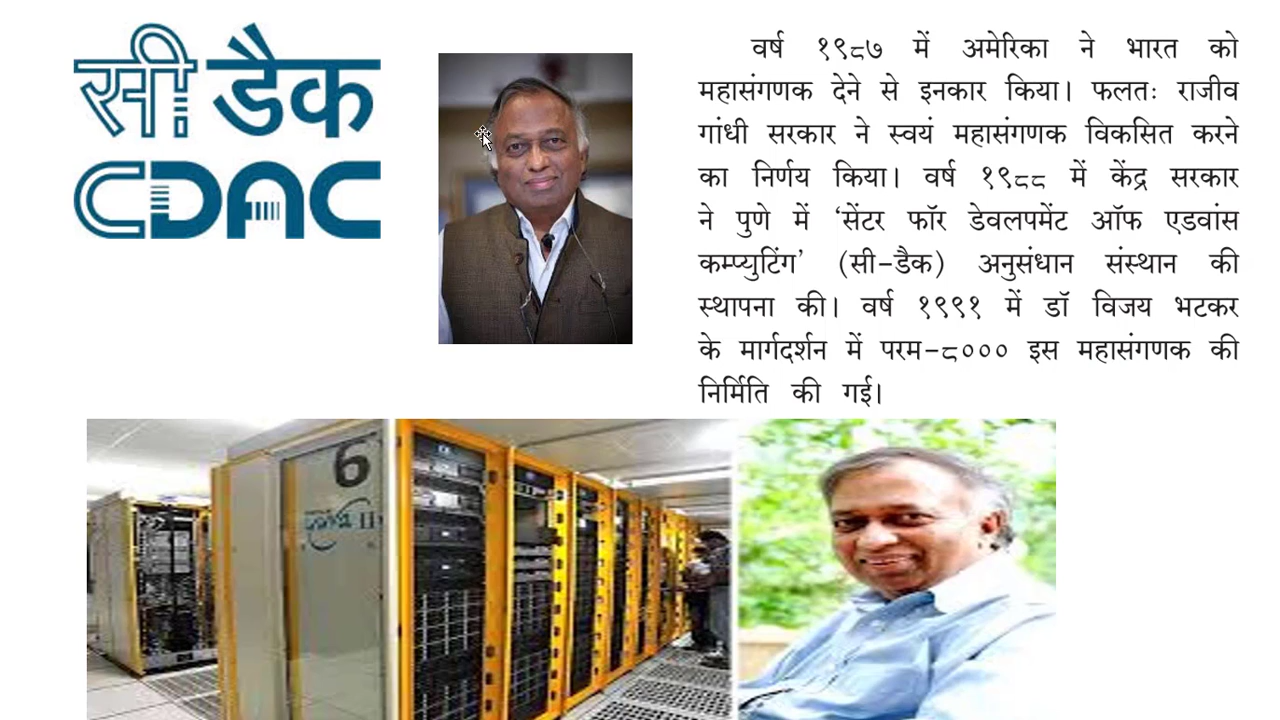 सी डैक
CDAC
वर्ष १९८७ में अमेरिका ने भारत को
महासंगणक देने से इनकार किया। फलतः राजीव
गांधी सरकार ने स्वयं महासंगणक विकसित करने
का निर्णय किया। वर्ष १९८८ में केंद्र सरकार
ने पुणे में ‘सेंटर फॉर डेवलपमेंट ऑफ एडवांस
कम्प्युटिंग’ (सी-डैक) अनुसंधान संस्थान की
स्थापना की। वर्ष १९९१ में डॉ विजय भटकर
के मार्गदर्शन में परम-८००० इस महासंगणक की
निर्मिति की गई।
6
II